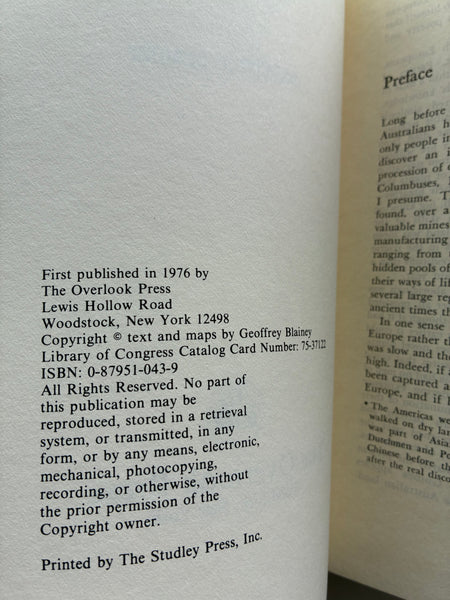 First published in 1976 by
The Overlook Press
Lewis Hollow Road
Woodstock, New York 12498
Copyright © text and maps by Geoffrey Blainey
Library of Congress Catalog Card Number: 75-37122
ISBN: 0-87951-043-9
All Rights Reserved. No part of
this publication may be
reproduced, stored in a retrieval
system, or transmitted, in any
form, or by any means, electronic,
mechanical, photocopying,
recording, or otherwise, without
the prior permission of the
Copyright owner.
Printed by The Studley Press, Inc.
Preface
Long before
Australians h
only people i
discover an i
procession of
Columbuses,
I presume. T
found, over a
valuable mines
manufacturing
ranging from
hidden pools of
their ways of lif
several large reg
ancient times th
In one sense
Europe rather th
was slow and the
high. Indeed, if
been captured a
Europe, and if
* The Americas we
walked on dry lan
was part of Asia
Dutchmen and Po
Chinese before th
after the real disco